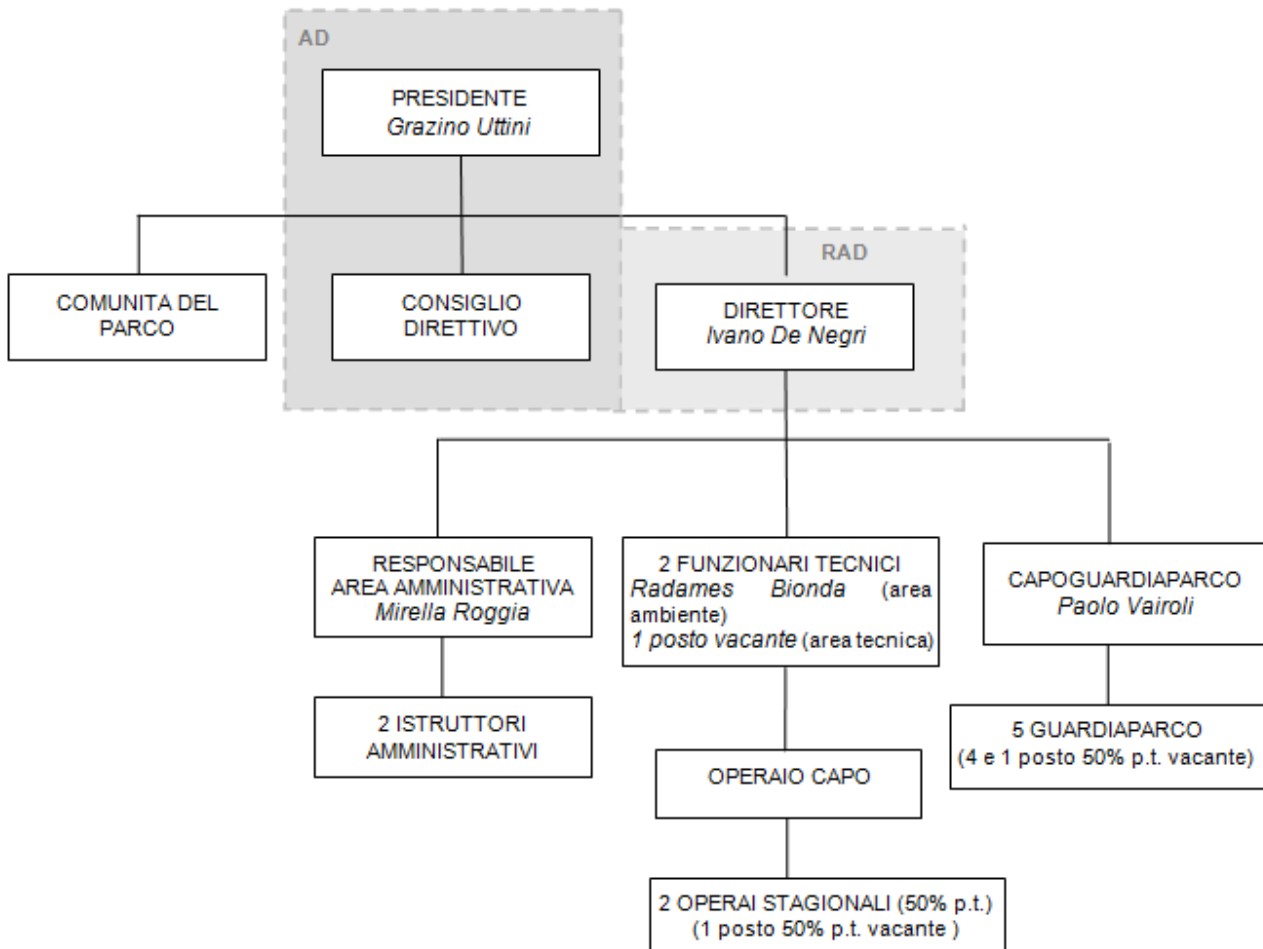 AD
PRESIDENTE
Grazino Uttini
RAD
COMUNITA DEL
PARCO
CONSIGLIO
DIRETTIVO
DIRETTORE
Ivano De Negri
RESPONSABILE
AREA AMMINISTRATIVA
Mirella Roggia
2 FUNZIONARI TECNICI
Radames Bionda (area
ambiente)
1 posto vacante (area tecnica)
CAPOGUARDIAPARCO
Paolo Vairoli
2 ISTRUTTORI
AMMINISTRATIVI
5 GUARDIAPARCO
(4 e 1 posto 50% p.t. vacante)
OPERAIO CAPO
2 OPERAI STAGIONALI (50% p.t.)
(1 posto 50% p.t. vacante )